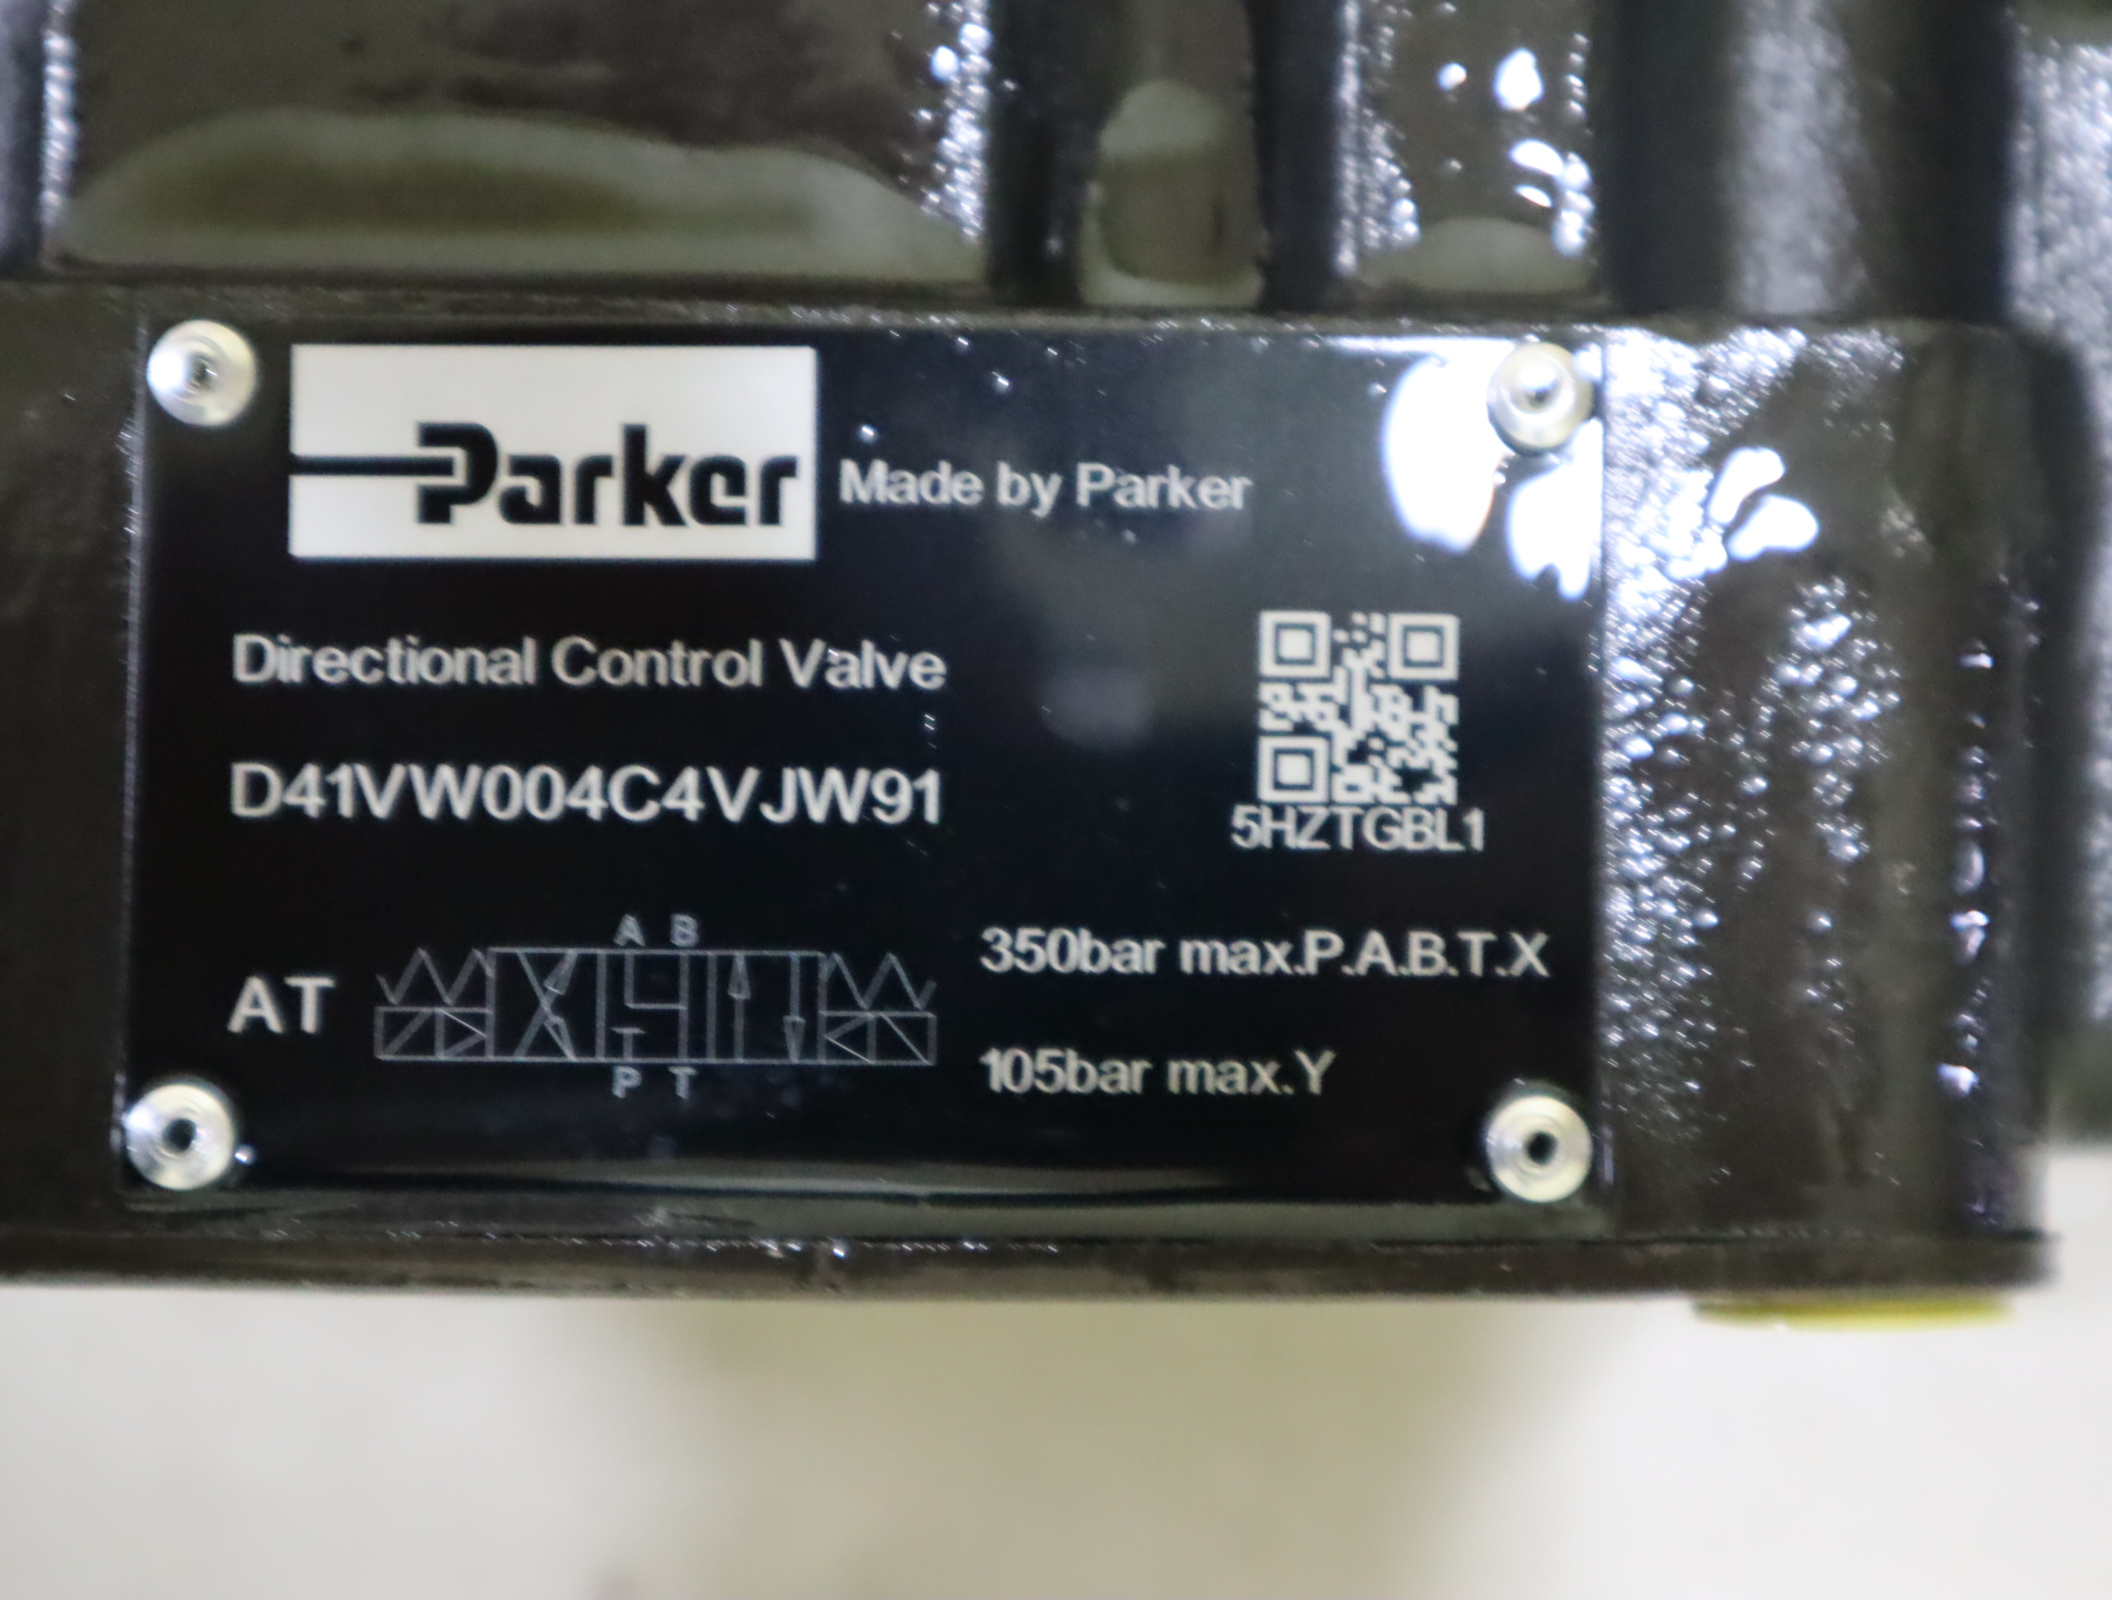 Parker
Made by Parker
Directional Control Valve
D41VW004C4VJW91
5HZTGBL1
A B
AT
P T
350bar max.P.A.B.T.X
105bar max.Y